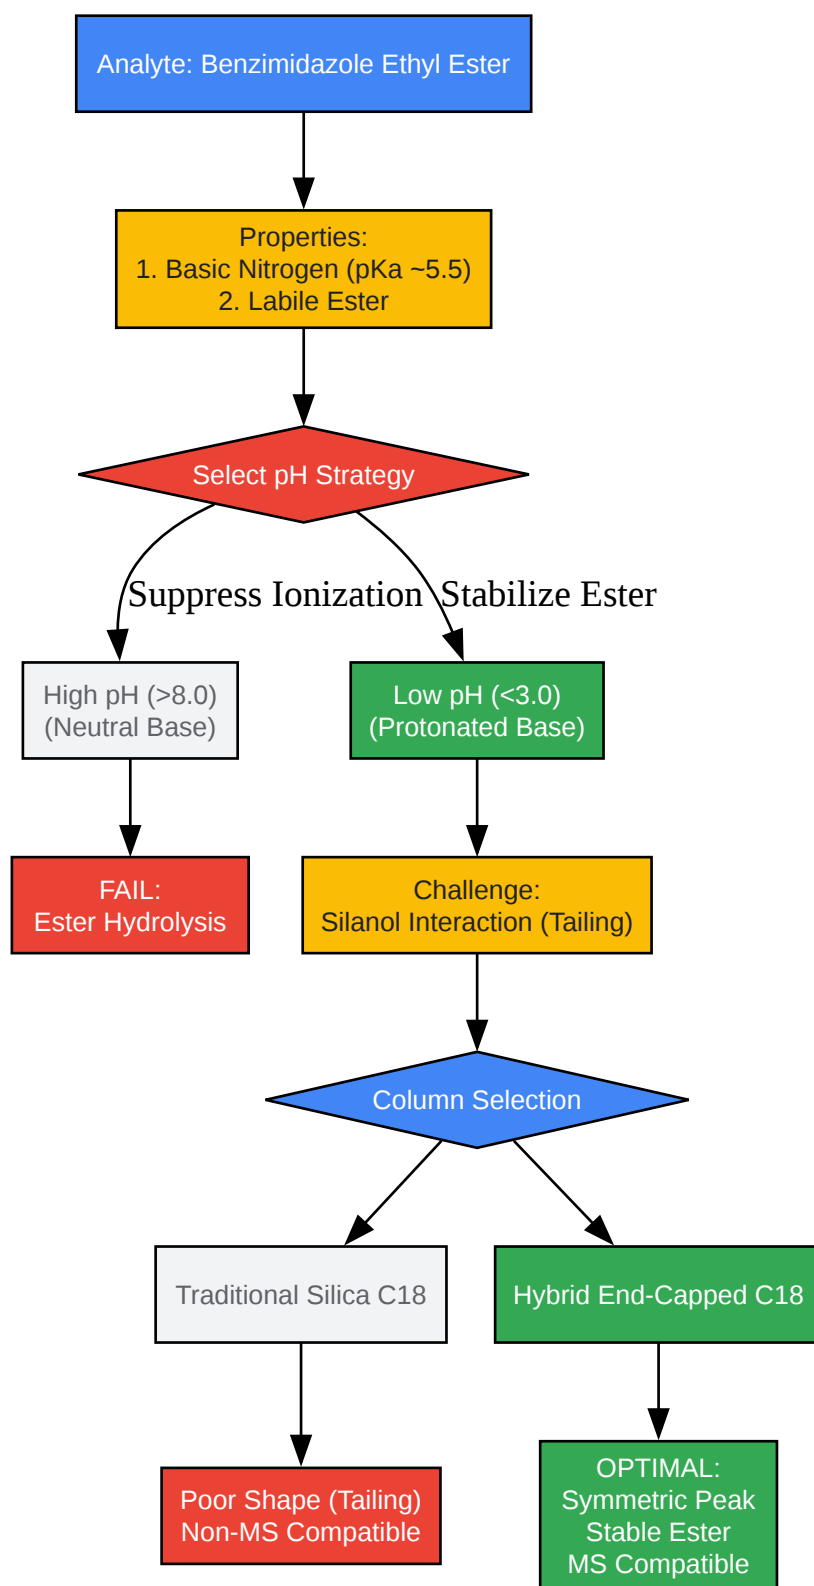 Analyte: Benzimidazole Ethyl Ester
Properties:
1. Basic Nitrogen (pKa ~5.5)
2. Labile Ester
Select pH Strategy
Suppress Ionization
Stabilize Ester
High pH (>8.0)
(Neutral Base)
Low pH (<3.0)
(Protonated Base)
FAIL:
Ester Hydrolysis
Challenge:
Silanol Interaction (Tailing)
Column Selection
Traditional Silica C18
Hybrid End-Capped C18
Poor Shape (Tailing)
Non-MS Compatible
OPTIMAL:
Symmetric Peak
Stable Ester
MS Compatible